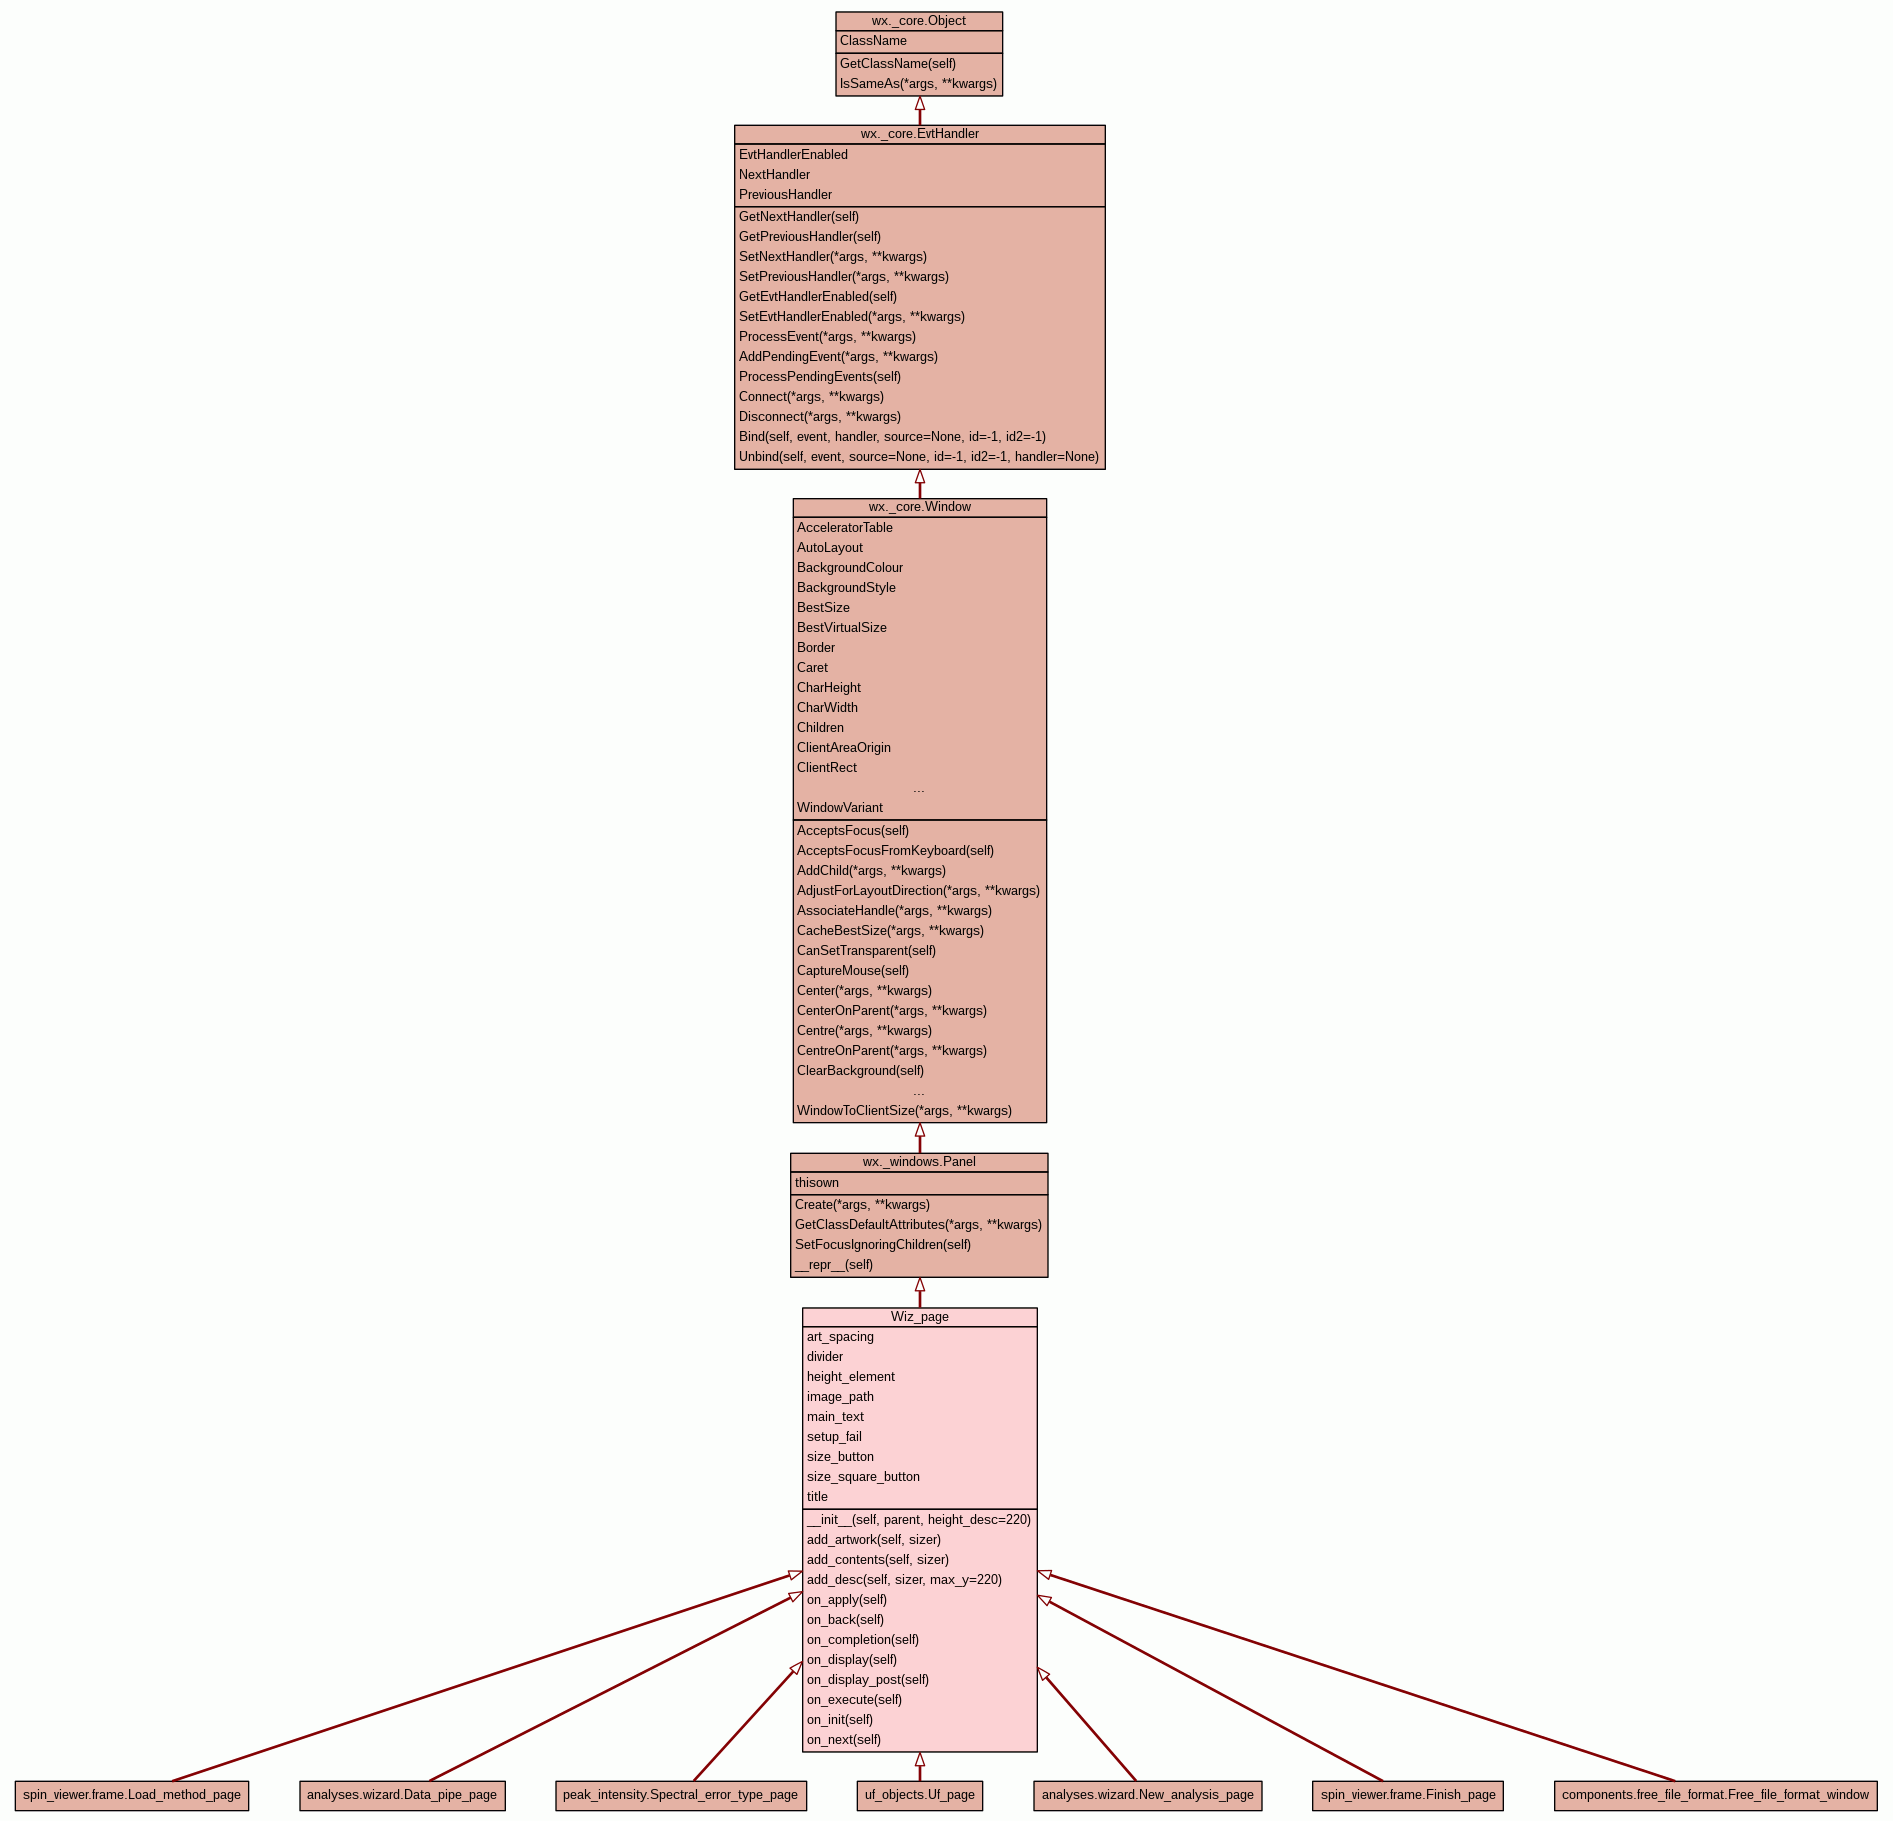 wx._core.Object
ClassName
GetClassName(self)
IsSameAs(*args, **kwargs)
wx._core.EvtHandler
EvtHandlerEnabled
NextHandler
PreviousHandler
GetNextHandler(self)
GetPreviousHandler(self)
SetNextHandler(*args, **kwargs)
SetPreviousHandler(*args, **kwargs)
GetEvtHandlerEnabled(self)
SetEvtHandlerEnabled(*args, **kwargs)
ProcessEvent(*args, **kwargs)
AddPendingEvent(*args, **kwargs)
ProcessPendingEvents(self)
Connect(*args, **kwargs)
Disconnect(*args, **kwargs)
Bind(self, event, handler, source=None, id=-1, id2=-1)
Unbind(self, event, source=None, id=-1, id2=-1, handler=None)
wx._core.Window
AcceleratorTable
AutoLayout
BackgroundColour
BackgroundStyle
BestSize
BestVirtualSize
Border
Caret
CharHeight
CharWidth
Children
ClientAreaOrigin
ClientRect
...
WindowVariant
AcceptsFocus(self)
AcceptsFocusFromKeyboard(self)
AddChild(*args, **kwargs)
AdjustForLayoutDirection(*args, **kwargs)
AssociateHandle(*args, **kwargs)
CacheBestSize(*args, **kwargs)
CanSetTransparent(self)
CaptureMouse(self)
Center(*args, **kwargs)
CenterOnParent(*args, **kwargs)
Centre(*args, **kwargs)
CentreOnParent(*args, **kwargs)
ClearBackground(self)
...
WindowToClientSize(*args, **kwargs)
wx._windows.Panel
thisown
Create(*args, **kwargs)
GetClassDefaultAttributes(*args, **kwargs)
SetFocusIgnoringChildren(self)
__repr__(self)
Wiz_page
art_spacing
divider
height_element
image_path
main_text
setup_fail
size_button
size_square_button
title
__init__(self, parent, height_desc=220)
add_artwork(self, sizer)
add_contents(self, sizer)
add_desc(self, sizer, max_y=220)
on_apply(self)
on_back(self)
on_completion(self)
on_display(self)
on_display_post(self)
on_execute(self)
on_init(self)
on_next(self)
spin_viewer.frame.Load_method_page
analyses.wizard.Data_pipe_page
peak_intensity.Spectral_error_type_page
uf_objects.Uf_page
analyses.wizard.New_analysis_page
spin_viewer.frame.Finish_page
components.free_file_format.Free_file_format_window